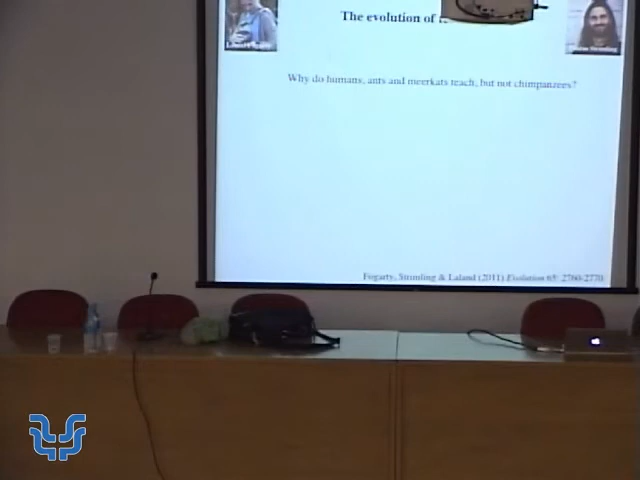 The evolution of
Why do humans, ants and meerkats teach, but not chimpanzees?
Fogarty, Strimling & Laland (2011) Evolution 65: 2760-2770